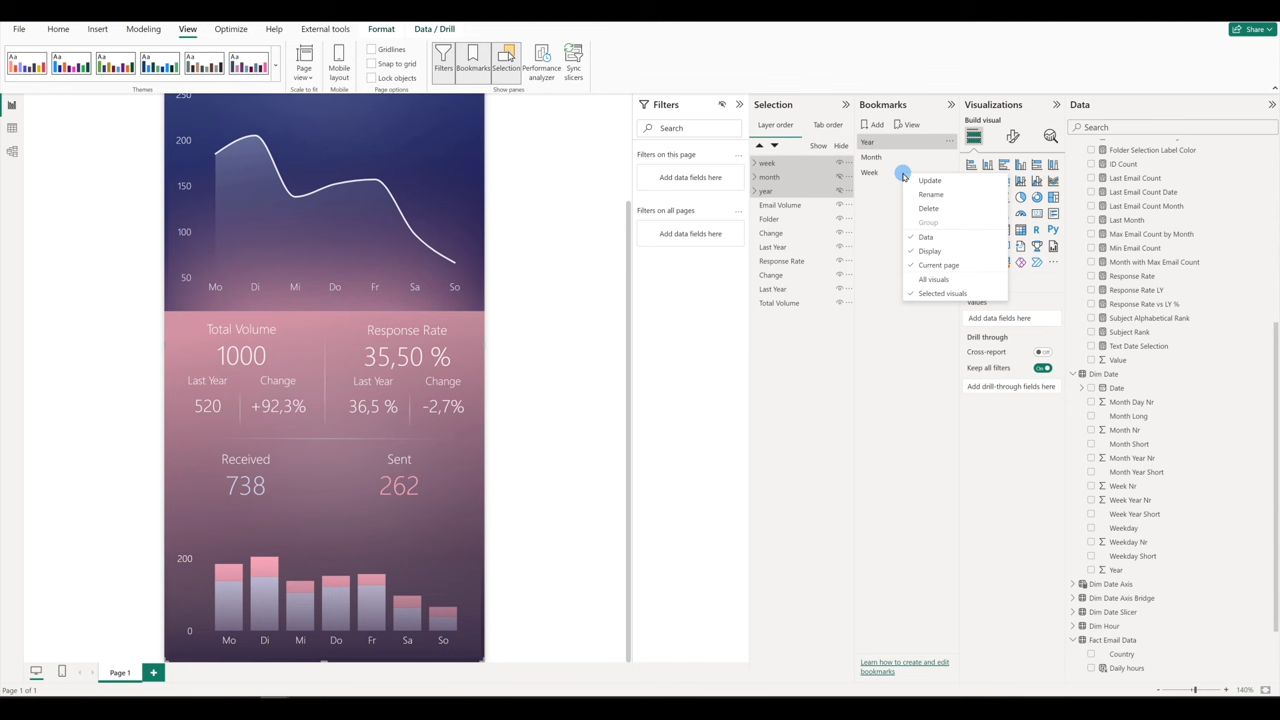 File
Home
Insert
Modeling
View
Optimize
Help
External tools
Format
Data / Drill
Share
Aa
Aa
Aa
Aa
Aa
Aa
Themes
Page
view
Scale to fit
Mobile
layout
Mobile
Gridlines
Snap to grid
Lock objects
Page options
Filters
Bookmarks
Selection
Performance
analyzer
Sync
slicers
Show panes
250
200
150
100
50
Mo Di Mi Do Fr Sa So
Total Volume
1000
Last Year
Change
520
+92,3%
Response Rate
35,50 %
Last Year
Change
36,5 %
-2,7%
Received
738
Sent
262
200
0
Mo Di Mi Do Fr Sa So
Filters
Search
Filters on this page
Add data fields here
Filters on all pages
Add data fields here
Selection
Layer order
Tab order
Show
Hide
week
month
year
Email Volume
Folder
Change
Last Year
Response Rate
Change
Last Year
Total Volume
Bookmarks
Add
View
Year
Month
Week
Update
Rename
Delete
Group
Data
Display
Current page
All visuals
Selected visuals
Learn how to create and edit
bookmarks
Visualizations
Build visual
R
Py
Values
Add data fields here
Drill through
Cross-report
Off
Keep all filters
On
Add drill-through fields here
Data
Search
Folder Selection Label Color
ID Count
Last Email Count
Last Email Count Date
Last Email Count Month
Last Month
Max Email Count by Month
Min Email Count
Month with Max Email Count
Response Rate
Response Rate LY
Response Rate vs LY %
Subject Alphabetical Rank
Subject Rank
Text Date Selection
Value
Dim Date
Date
Month Day Nr
Month Long
Month Nr
Month Short
Month Year Nr
Month Year Short
Week Nr
Week Year Nr
Week Year Short
Weekday
Weekday Nr
Weekday Short
Year
Dim Date Axis
Dim Date Axis Bridge
Dim Date Slicer
Dim Hour
Fact Email Data
Country
Daily hours
Page 1
Page 1 of 1
140%